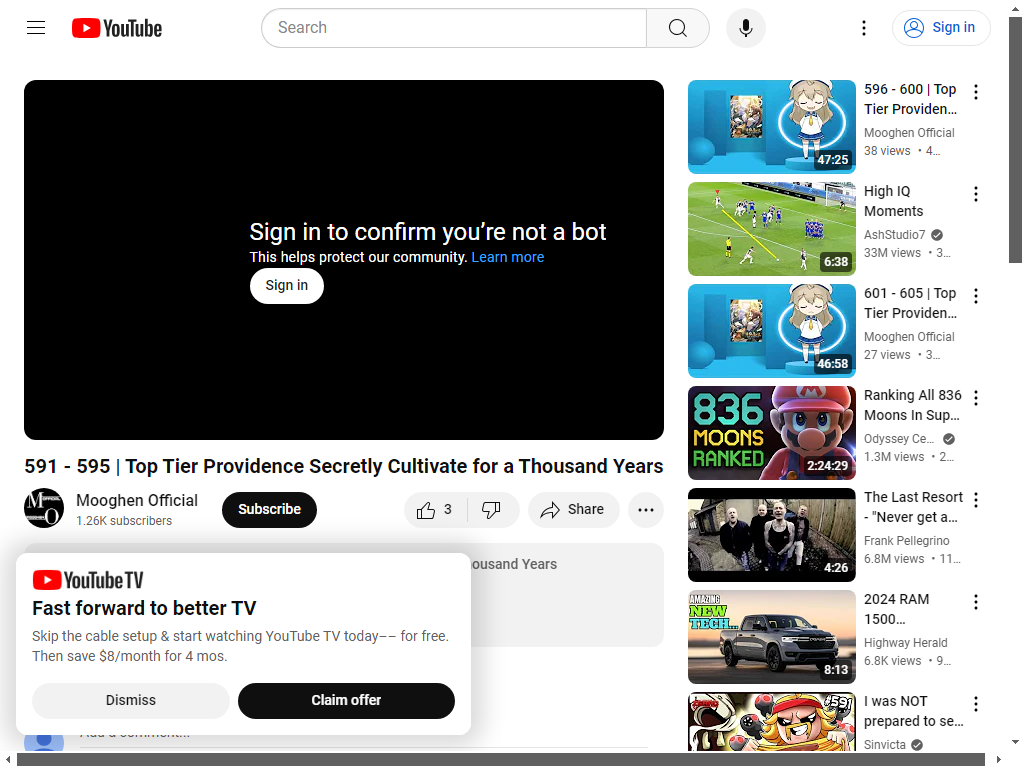 YouTube
Search
Sign in
Sign in to confirm you’re not a bot
This helps protect our community. Learn more
Sign in
591 - 595 | Top Tier Providence Secretly Cultivate for a Thousand Years
Mooghen Official
1.26K subscribers
Subscribe
3
Share
ousand Years
YouTube TV
Fast forward to better TV
Skip the cable setup & start watching YouTube TV today–– for free.
Then save $8/month for 4 mos.
Dismiss
Claim offer
Add a comment...
47:25
596 - 600 | Top
Tier Providen...
Mooghen Official
38 views • 4...
6:38
High IQ
Moments
AshStudio7
33M views • 3...
46:58
601 - 605 | Top
Tier Providen...
Mooghen Official
27 views • 3...
836
MOONS
RANKED
2:24:29
Ranking All 836
Moons In Sup...
Odyssey Ce...
1.3M views • 2...
4:26
The Last Resort
- "Never get a...
Frank Pellegrino
6.8M views • 11...
AMAZING
NEW
TECH...
8:13
2024 RAM
1500...
Highway Herald
6.8K views • 9...
#591
I was NOT
prepared to se...
Sinvicta